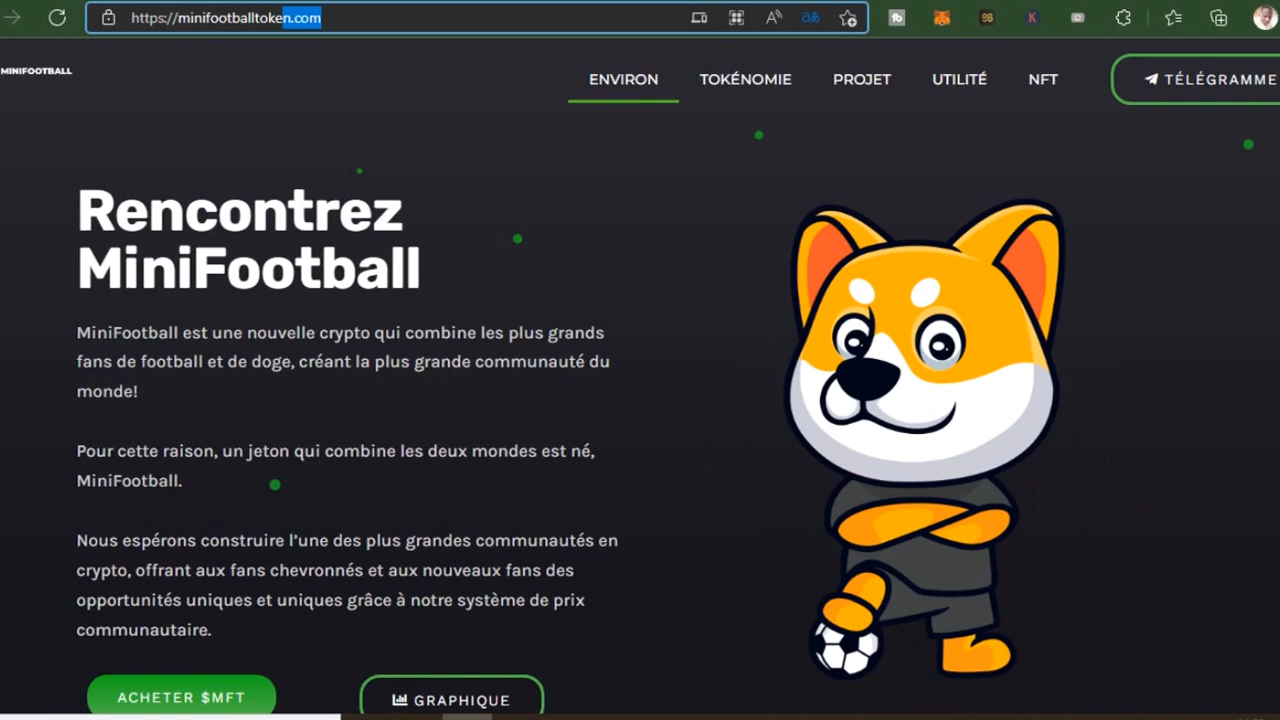 https://minifootballtoken.com
MINIFOOTBALL
ENVIRON TOKÉNOMIE PROJET UTILITÉ NFT TÉLÉGRAMME
Rencontrez
MiniFootball
MiniFootball est une nouvelle crypto qui combine les plus grands
fans de football et de doge, créant la plus grande communauté du
monde!
Pour cette raison, un jeton qui combine les deux mondes est né,
MiniFootball.
Nous espérons construire l'une des plus grandes communautés en
crypto, offrant aux fans chevronnés et aux nouveaux fans des
opportunités uniques et uniques grâce à notre système de prix
communautaire.
ACHETER $MFT GRAPHIQUE